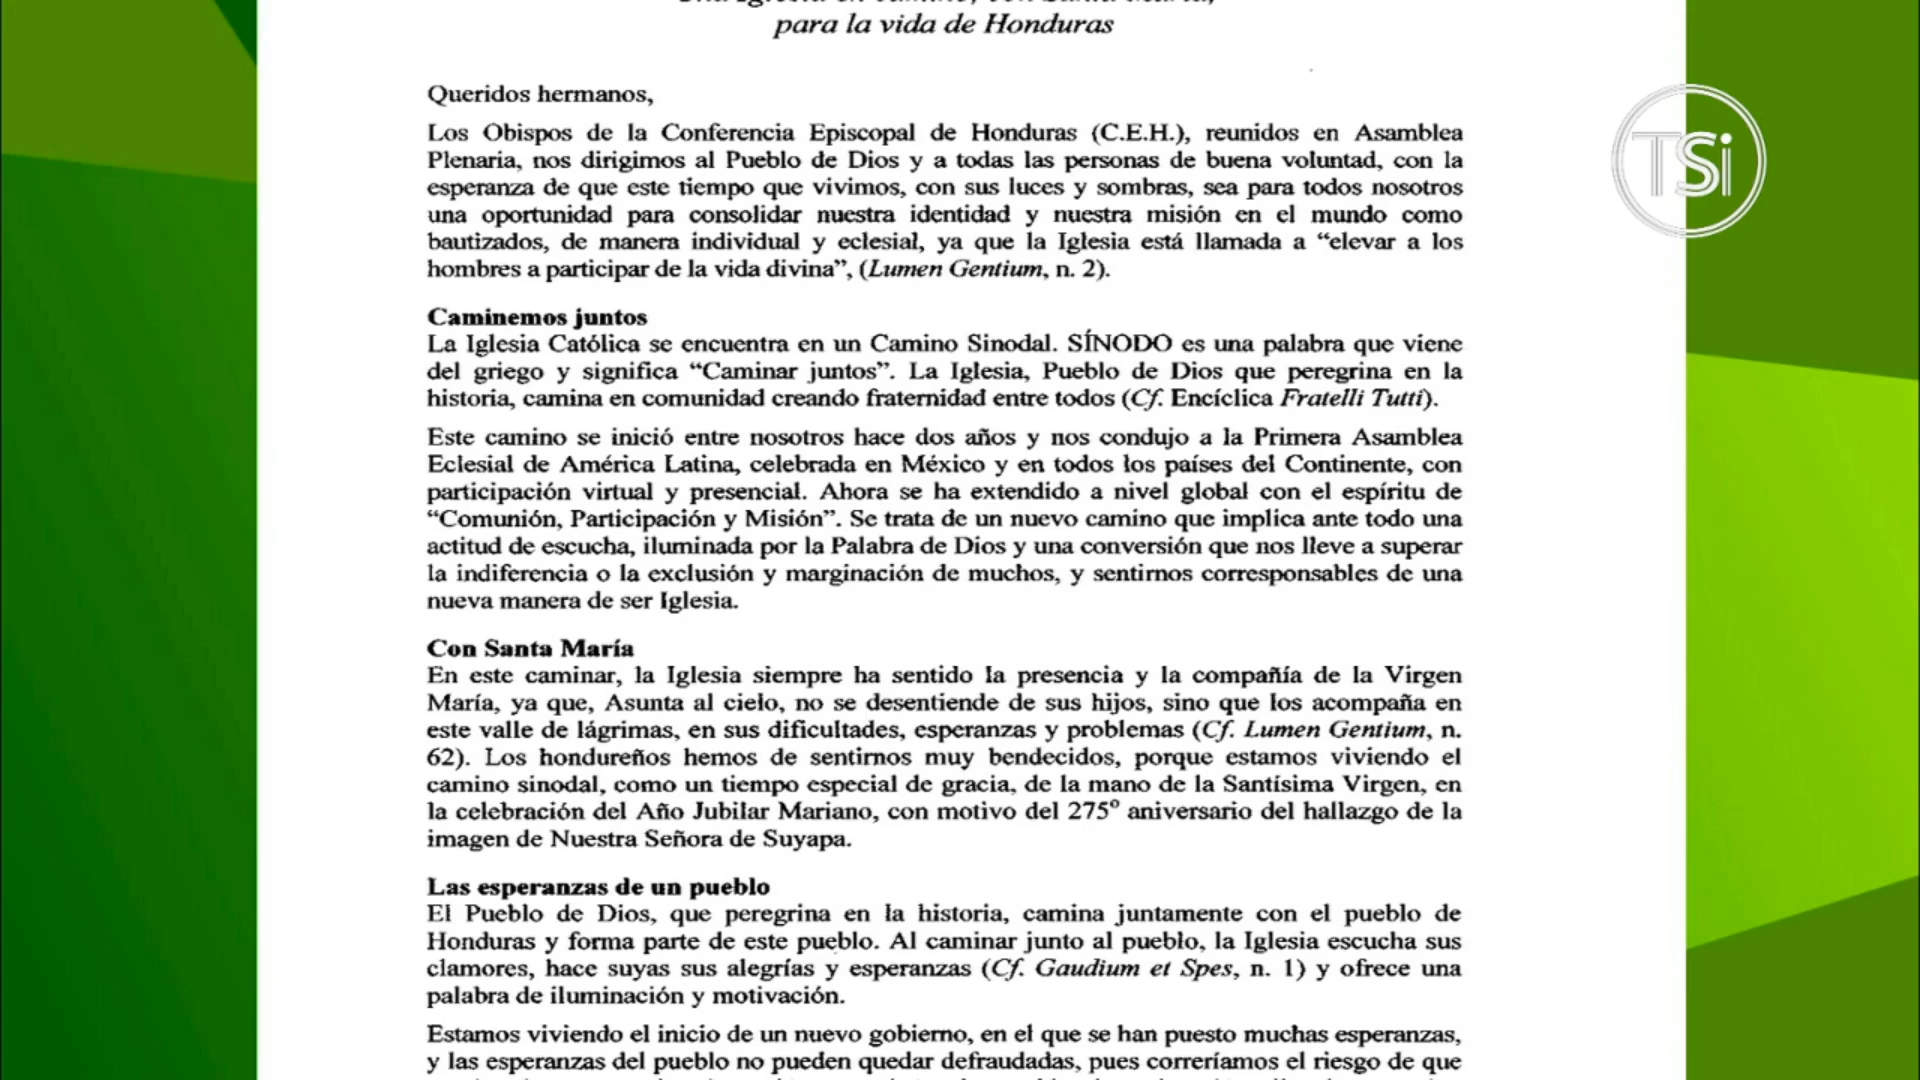 para la vida de Honduras
Queridos hermanos,
Los Obispos de la Conferencia Episcopal de Honduras (C.E.H.), reunidos en Asamblea
Plenaria, nos dirigimos al Pueblo de Dios y a todas las personas de buena voluntad, con la
esperanza de que este tiempo que vivimos, con sus luces y sombras, sea para todos nosotros
una oportunidad para consolidar nuestra identidad y nuestra misión en el mundo como
bautizados, de manera individual y eclesial, ya que la Iglesia está llamada a “elevar a los
hombres a participar de la vida divina”, (Lumen Gentium, n. 2).
TSi
Caminemos juntos
La Iglesia Católica se encuentra en un Camino Sinodal. SÍNODO es una palabra que viene
del griego y significa “Caminar juntos”. La Iglesia, Pueblo de Dios que peregrina en la
historia, camina en comunidad creando fraternidad entre todos (Cf. Encíclica Fratelli Tutti).
Este camino se inició entre nosotros hace dos años y nos condujo a la Primera Asamblea
Eclesial de América Latina, celebrada en México y en todos los países del Continente, con
participación virtual y presencial. Ahora se ha extendido a nivel global con el espíritu de
“Comunión, Participación y Misión”. Se trata de un nuevo camino que implica ante todo una
actitud de escucha, iluminada por la Palabra de Dios y una conversión que nos lleve a superar
la indiferencia o la exclusión y marginación de muchos, y sentirnos corresponsables de una
nueva manera de ser Iglesia.
Con Santa María
En este caminar, la Iglesia siempre ha sentido la presencia y la compañía de la Virgen
María, ya que, Asunta al cielo, no se desentiende de sus hijos, sino que los acompaña en
este valle de lágrimas, en sus dificultades, esperanzas y problemas (Cf. Lumen Gentium, n.
62). Los hondureños hemos de sentirnos muy bendecidos, porque estamos viviendo el
camino sinodal, como un tiempo especial de gracia, de la mano de la Santísima Virgen, en
la celebración del Año Jubilar Mariano, con motivo del 275º aniversario del hallazgo de la
imagen de Nuestra Señora de Suyapa.
Las esperanzas de un pueblo
El Pueblo de Dios, que peregrina en la historia, camina juntamente con el pueblo de
Honduras y forma parte de este pueblo. Al caminar junto al pueblo, la Iglesia escucha sus
clamores, hace suyas sus alegrías y esperanzas (Cf. Gaudium et Spes, n. 1) y ofrece una
palabra de iluminación y motivación.
Estamos viviendo el inicio de un nuevo gobierno, en el que se han puesto muchas esperanzas,
y las esperanzas del pueblo no pueden quedar defraudadas, pues correríamos el riesgo de que